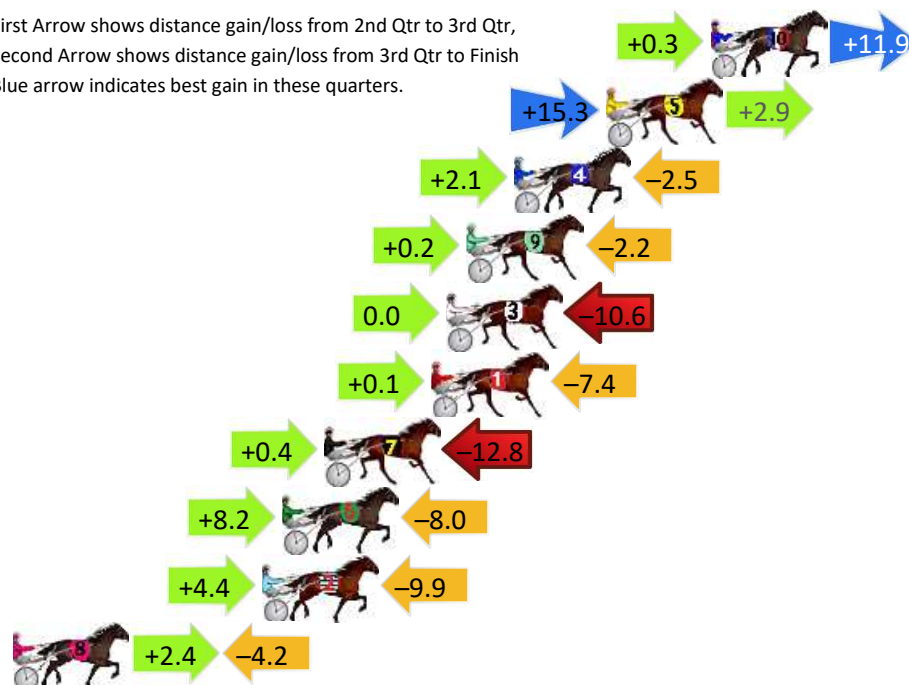 irst Arrow shows distance gain/loss from 2nd Qtr to 3rd Qtr,
econd Arrow shows distance gain/loss from 3rd Qtr to Finish
lue arrow indicates best gain in these quarters.
+0.3 10 +11.9
+15.3 5 +2.9
+2.1 4 –2.5
+0.2 9 –2.2
0.0 3 –10.6
+0.1 1 –7.4
+0.4 7 –12.8
+8.2 6 –8.0
+4.4 2 –9.9
8 +2.4 –4.2